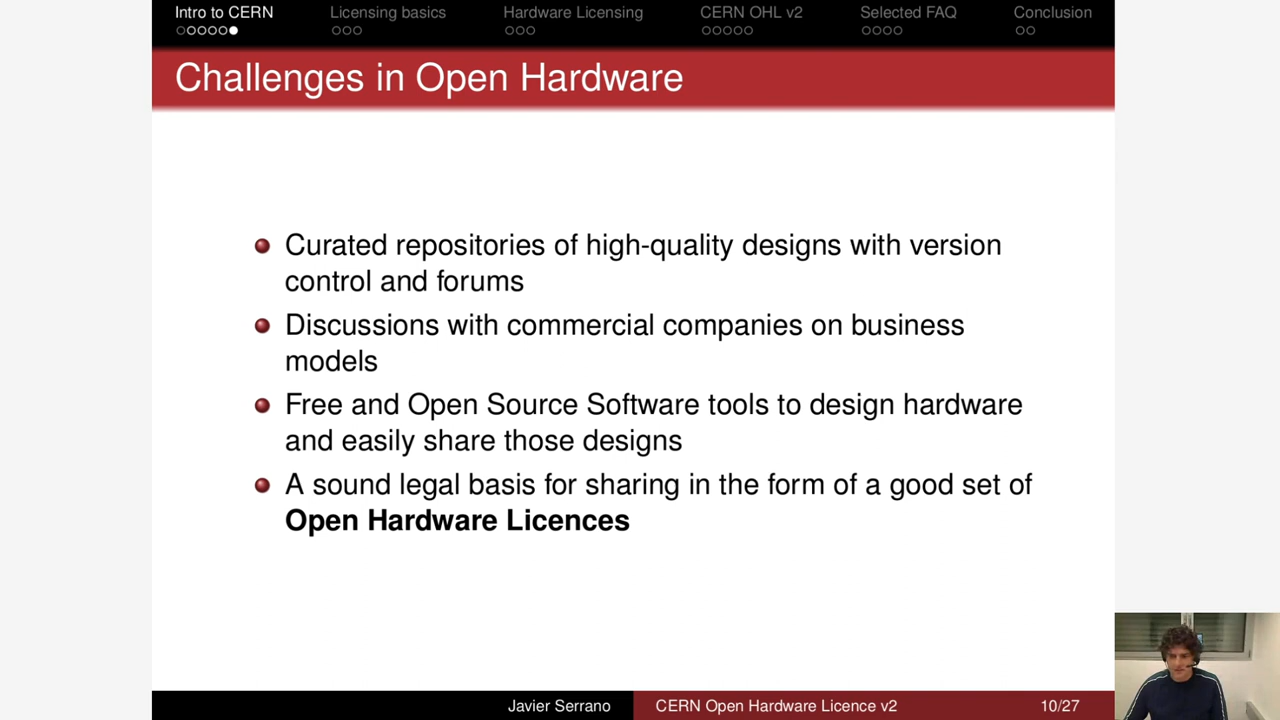 Intro to CERN Licensing basics Hardware Licensing CERN OHL v2 Selected FAQ Conclusion
Challenges in Open Hardware
Curated repositories of high-quality designs with version
control and forums
Discussions with commercial companies on business
models
Free and Open Source Software tools to design hardware
and easily share those designs
A sound legal basis for sharing in the form of a good set of
Open Hardware Licences
Javier Serrano CERN Open Hardware Licence v2 10/27